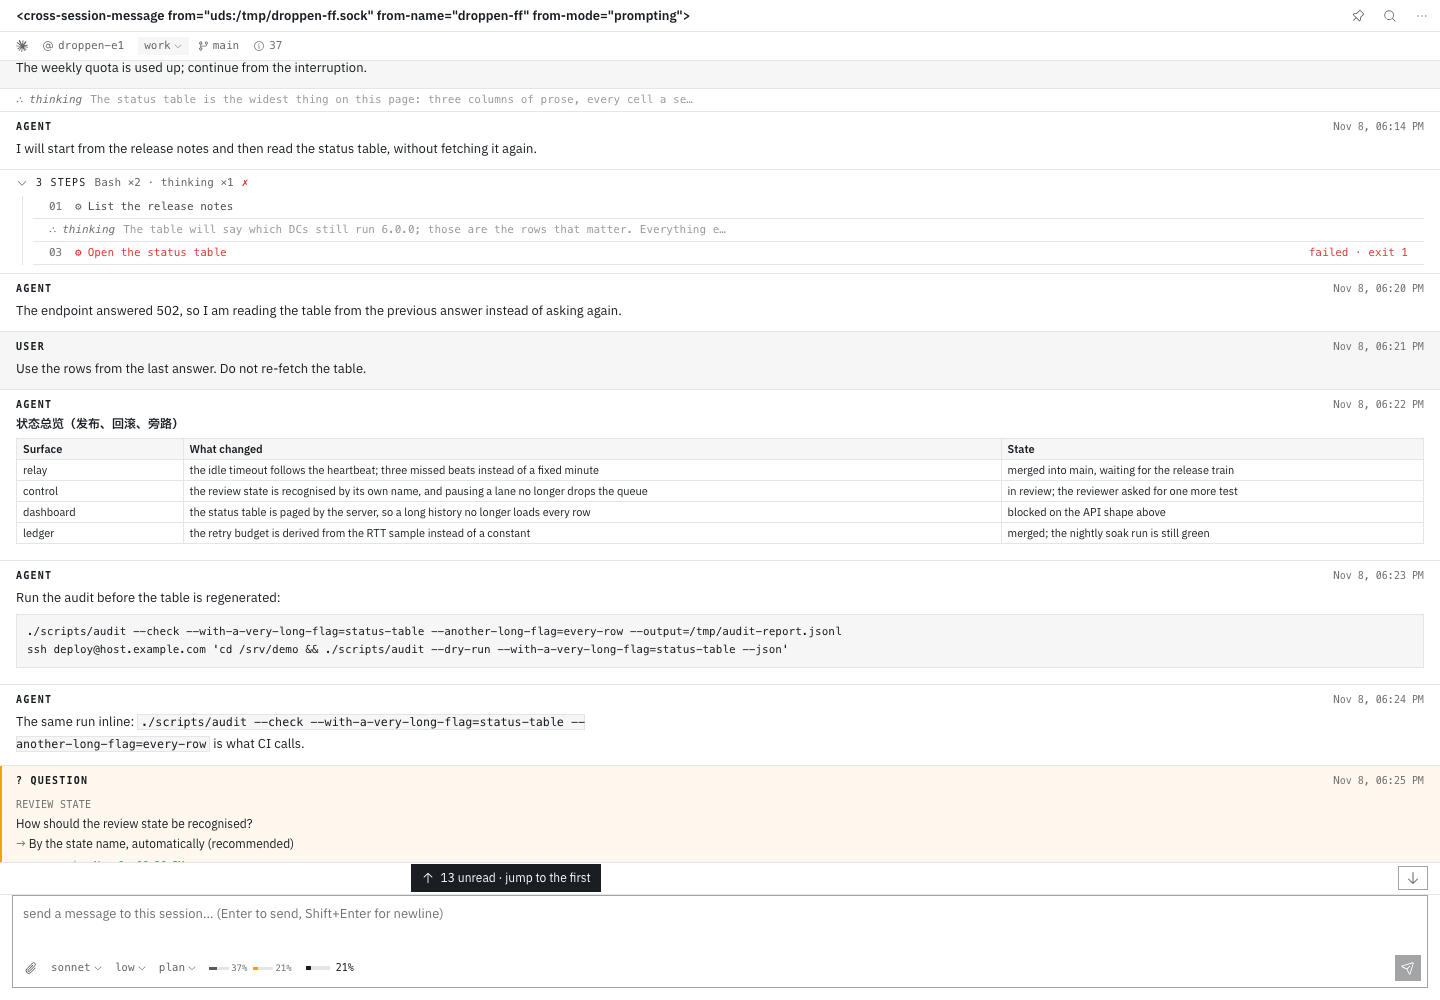 <cross-session-message from="uds:/tmp/droppen-ff.sock" from-name="droppen-ff" from-mode="prompting">
droppen-e1 work main 37
The weekly quota is used up; continue from the interruption.
∴ thinking The status table is the widest thing on this page: three columns of prose, every cell a se…
AGENT Nov 8, 06:14 PM
I will start from the release notes and then read the status table, without fetching it again.
3 STEPS Bash ×2 · thinking ×1 ✗
01 ⚙ List the release notes
∴ thinking The table will say which DCs still run 6.0.0; those are the rows that matter. Everything e…
03 ⚙ Open the status table failed · exit 1
AGENT Nov 8, 06:20 PM
The endpoint answered 502, so I am reading the table from the previous answer instead of asking again.
USER Nov 8, 06:21 PM
Use the rows from the last answer. Do not re-fetch the table.
AGENT Nov 8, 06:22 PM
状态总览（发布、回滚、旁路）
Surface What changed State
relay the idle timeout follows the heartbeat; three missed beats instead of a fixed minute merged into main, waiting for the release train
control the review state is recognised by its own name, and pausing a lane no longer drops the queue in review; the reviewer asked for one more test
dashboard the status table is paged by the server, so a long history no longer loads every row blocked on the API shape above
ledger the retry budget is derived from the RTT sample instead of a constant merged; the nightly soak run is still green
AGENT Nov 8, 06:23 PM
Run the audit before the table is regenerated:
./scripts/audit --check --with-a-very-long-flag=status-table --another-long-flag=every-row --output=/tmp/audit-report.jsonl
ssh deploy@host.example.com 'cd /srv/demo && ./scripts/audit --dry-run --with-a-very-long-flag=status-table --json'
AGENT Nov 8, 06:24 PM
The same run inline: ./scripts/audit --check --with-a-very-long-flag=status-table --
another-long-flag=every-row is what CI calls.
? QUESTION Nov 8, 06:25 PM
REVIEW STATE
How should the review state be recognised?
→ By the state name, automatically (recommended)
↑ 13 unread · jump to the first
send a message to this session... (Enter to send, Shift+Enter for newline)
sonnet low plan 37% 21% 21%